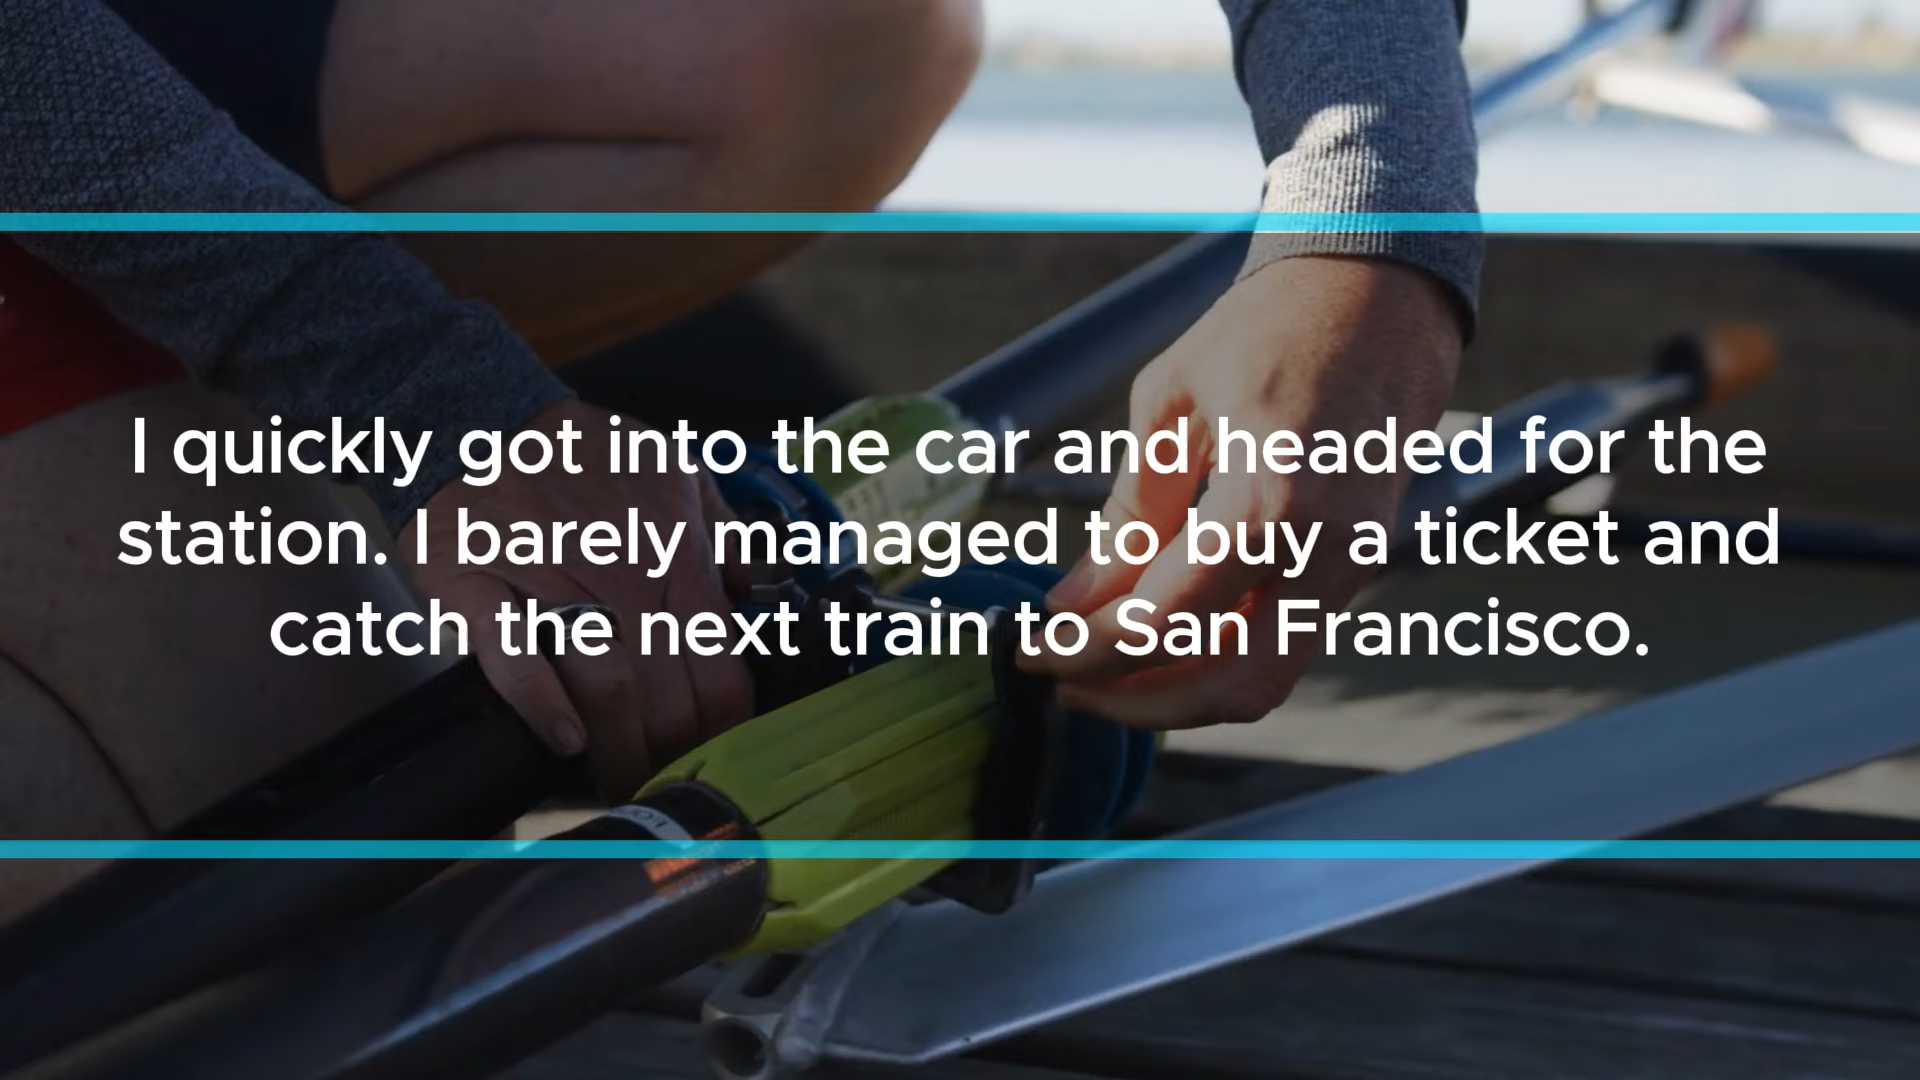 I quickly got into the car and headed for the
station. I barely managed to buy a ticket and
catch the next train to San Francisco.